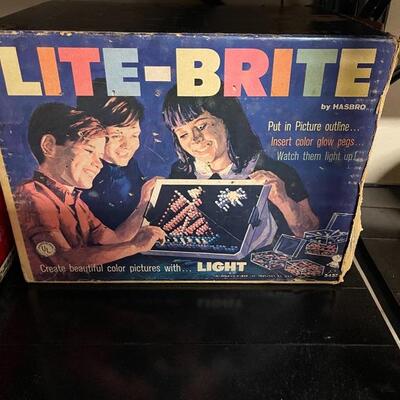 LITE-BRITE
by HASBRO
Put in Picture outline...
Insert color glow pegs...
Watch them light up!
Create beautiful color pictures with... LIGHT